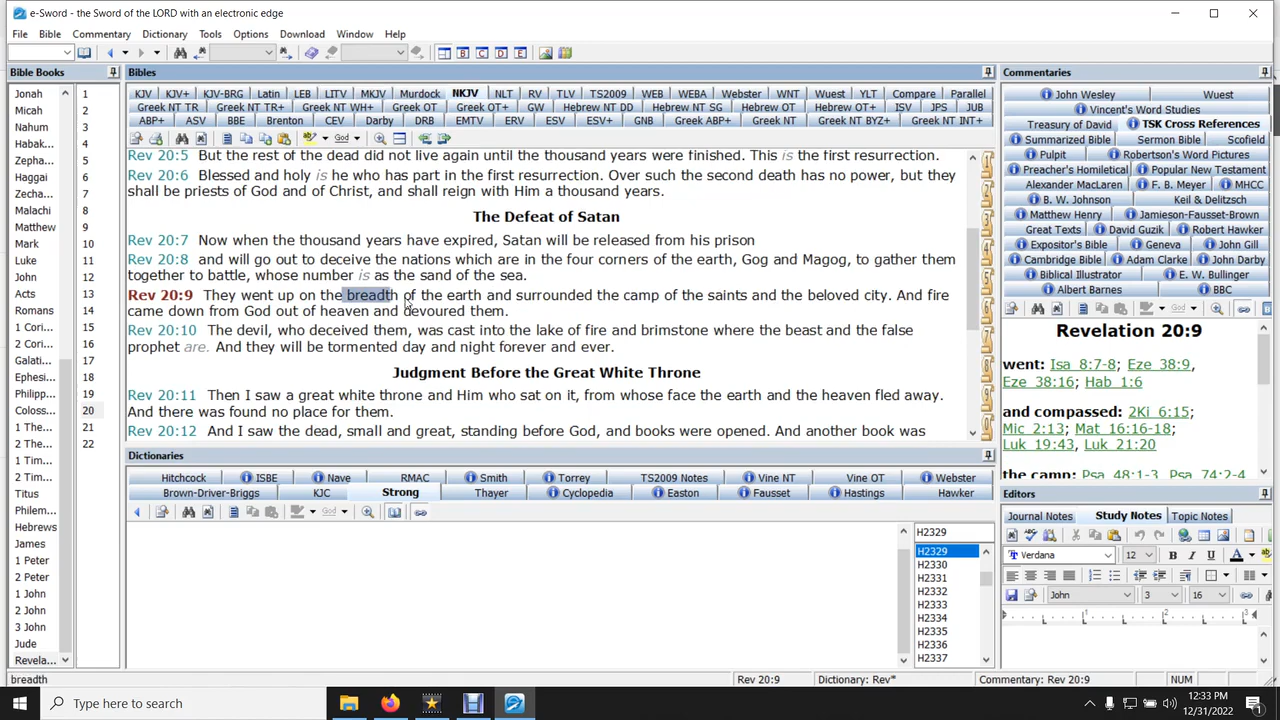 e-Sword - the Sword of the LORD with an electronic edge
File Bible Commentary Dictionary Tools Options Download Window Help
B C D E
Bible Books
Jonah
Micah
Nahum
Habak...
Zepha...
Haggai
Zecha...
Malachi
Matthew
Mark
Luke
John
Acts
Romans
1 Cori...
2 Cori...
Galati...
Ephesi...
Philipp...
Coloss...
1 The...
2 The...
1 Tim...
2 Tim...
Titus
Philem...
Hebrews
James
1 Peter
2 Peter
1 John
2 John
3 John
Jude
Revela...
1
2
3
4
5
6
7
8
9
10
11
12
13
14
15
16
17
18
19
20
21
22
Bibles
KJV KJV+ KJV-BRG Latin LEB LITV MKJV Murdock NKJV NLT RV TLV TS2009 WEB WEBA Webster WNT Wuest YLT Compare Parallel
Greek NT TR Greek NT TR+ Greek NT WH+ Greek OT Greek OT+ GW Hebrew NT DD Hebrew NT SG Hebrew OT Hebrew OT+ ISV JPS JUB
ABP+ ASV BBE Brenton CEV Darby DRB EMTV ERV ESV ESV+ GNB Greek ABP+ Greek NT Greek NT BYZ+ Greek NT INT+
God
Rev 20:5 But the rest of the dead did not live again until the thousand years were finished. This is the first resurrection.
Rev 20:6 Blessed and holy is he who has part in the first resurrection. Over such the second death has no power, but they
shall be priests of God and of Christ, and shall reign with Him a thousand years.
The Defeat of Satan
Rev 20:7 Now when the thousand years have expired, Satan will be released from his prison
Rev 20:8 and will go out to deceive the nations which are in the four corners of the earth, Gog and Magog, to gather them
together to battle, whose number is as the sand of the sea.
Rev 20:9 They went up on the breadth of the earth and surrounded the camp of the saints and the beloved city. And fire
came down from God out of heaven and devoured them.
Rev 20:10 The devil, who deceived them, was cast into the lake of fire and brimstone where the beast and the false
prophet are. And they will be tormented day and night forever and ever.
Judgment Before the Great White Throne
Rev 20:11 Then I saw a great white throne and Him who sat on it, from whose face the earth and the heaven fled away.
And there was found no place for them.
Rev 20:12 And I saw the dead, small and great, standing before God, and books were opened. And another book was
Dictionaries
Hitchcock ISBE Nave RMAC Smith Torrey TS2009 Notes Vine NT Vine OT Webster
Brown-Driver-Briggs KJC Strong Thayer Cyclopedia Easton Fausset Hastings Hawker
God
H2329
H2329
H2330
H2331
H2332
H2333
H2334
H2335
H2336
H2337
Commentaries
John Wesley Wuest
Vincent's Word Studies
Treasury of David TSK Cross References
Summarized Bible Sermon Bible Scofield
Pulpit Robertson's Word Pictures
Preacher's Homiletical Popular New Testament
Alexander MacLaren F. B. Meyer MHCC
B. W. Johnson Keil & Delitzsch
Matthew Henry Jamieson-Fausset-Brown
Great Texts David Guzik Robert Hawker
Expositor's Bible Geneva John Gill
Cambridge Bible Adam Clarke John Darby
Biblical Illustrator E. W. Bullinger
Albert Barnes BBC
God
Revelation 20:9
went: Isa 8:7-8; Eze 38:9,
Eze 38:16; Hab 1:6
and compassed: 2Ki 6:15;
Mic 2:13; Mat 16:16-18;
Luk 19:43, Luk 21:20
the camp: Psa 48:1-3, Psa 74:2-4
Editors
Journal Notes Study Notes Topic Notes
Verdana 12 B I U A
John 3 16
1 2 3
breadth Rev 20:9 Dictionary: Rev* Commentary: Rev 20:9 NUM
Type here to search
12:33 PM
12/31/2022
1